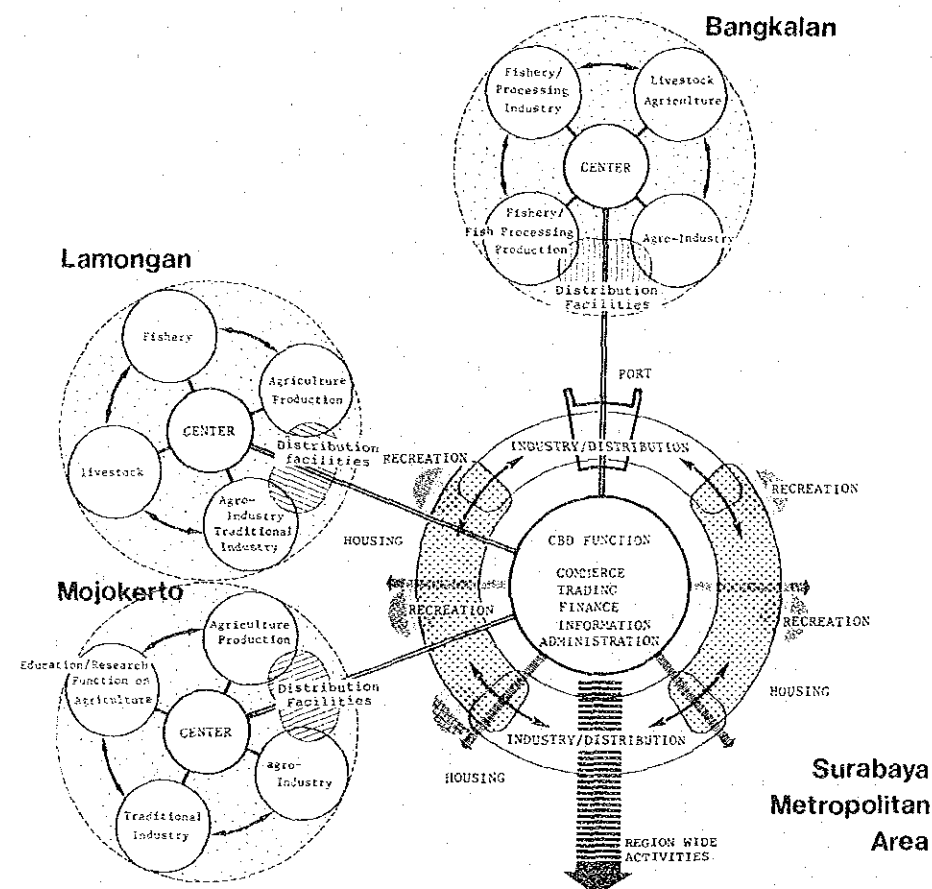 Bangkalan
Fishery/
Processing
Industry
Livestock
Agriculture
CENTER
Fishery/
Fish Processing
Production
Agro-Industry
Distribution
Facilities
Lamongan
Fishery
Agriculture
Production
CENTER
Distribution
facilities
Livestock
Agro-
Industry
Traditional
Industry
Mojokerto
Agriculture
Production
Education/Research
Function on
Agriculture
Distribution
Facilities
CENTER
agro-
Industry
Traditional
Industry
PORT
INDUSTRY/DISTRIBUTION
RECREATION
RECREATION
HOUSING
CBD FUNCTION
COMMERCE
TRADING
FINANCE
INFORMATION
ADMINISTRATION
RECREATION
RECREATION
HOUSING
INDUSTRY/DISTRIBUTION
HOUSING
REGION WIDE
ACTIVITIES
Surabaya
Metropolitan
Area